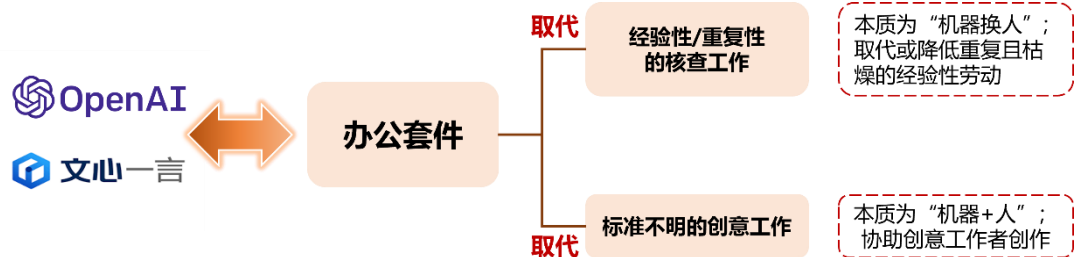 OpenAI
文心一言
办公套件
取代
经验性/重复性
的核查工作
本质为“机器换人”；
取代或降低重复且枯
燥的经验性劳动
取代
标准不明的创意工作
本质为“机器+人”；
协助创意工作者创作